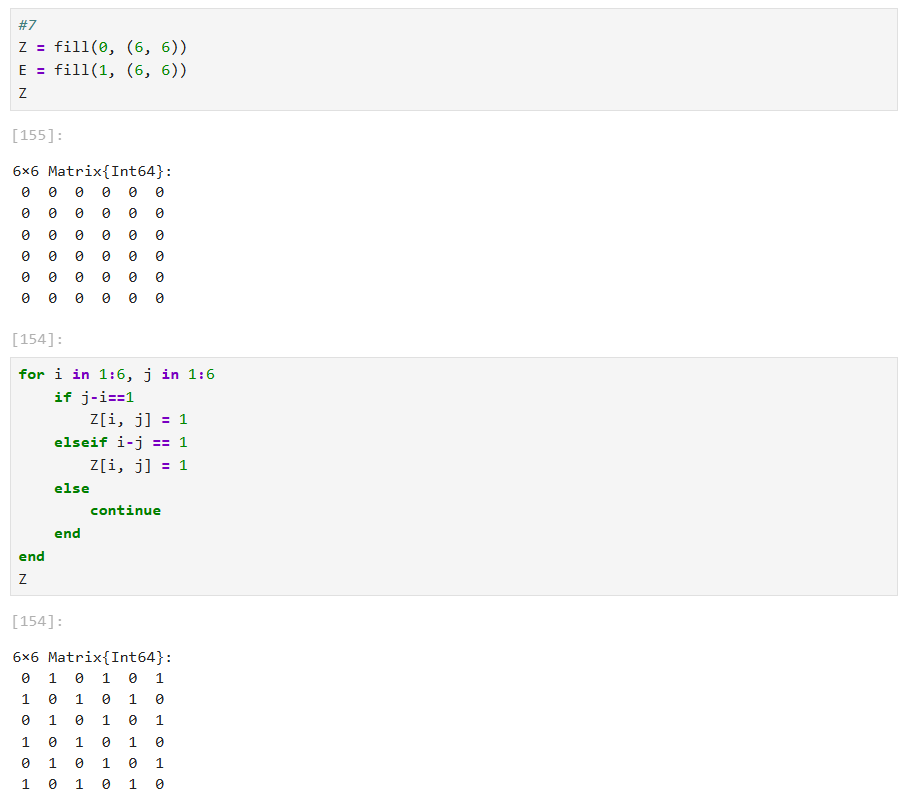 #7
Z = fill(0, (6, 6))
E = fill(1, (6, 6))
Z
[155]:
6×6 Matrix{Int64}:
0 0 0 0 0 0
0 0 0 0 0 0
0 0 0 0 0 0
0 0 0 0 0 0
0 0 0 0 0 0
0 0 0 0 0 0
[154]:
for i in 1:6, j in 1:6
    if j-i==1
        Z[i, j] = 1
    elseif i-j == 1
        Z[i, j] = 1
    else
        continue
    end
end
Z
[154]:
6×6 Matrix{Int64}:
0 1 0 1 0 1
1 0 1 0 1 0
0 1 0 1 0 1
1 0 1 0 1 0
0 1 0 1 0 1
1 0 1 0 1 0